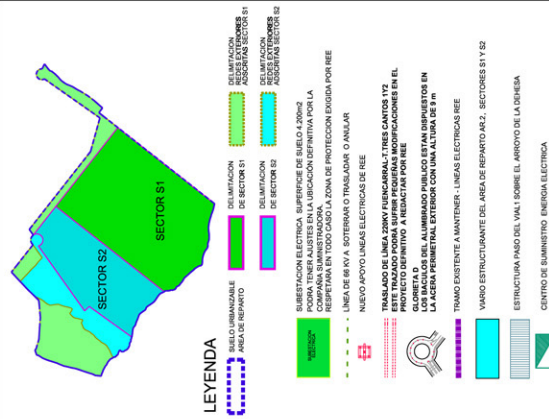 SECTOR S1
SECTOR S2
LEYENDA
SUELO URBANIZABLE
AREA DE REPARTO
DELIMITACION
DE SECTOR S1
DELIMITACION
REDES EXTERIORES
ADSCRITAS SECTOR S1
DELIMITACION
DE SECTOR S2
DELIMITACION
REDES EXTERIORES
ADSCRITAS SECTOR S2
SUBESTACION
ELECTRICA
SUBESTACION ELECTRICA, SUPERFICIE DE SUELO 4.200m2
PODRA TENER AJUSTES EN LA UBICACIÓN DEFINITIVA POR LA
COMPAÑIA SUMINISTRADORA
RESPETARA EN TODO CASO LA ZONA DE PROTECCION EXIGIDA POR REE
LÍNEA DE 66 KV A SOTERRAR O TRASLADAR O ANULAR
NUEVO APOYO LINEAS ELECTRICAS DE REE
TRASLADO DE LÍNEA 220KV FUENCARRAL-T.TRES CANTOS 1Y2
ESTE TRAZADO PODRA SUFRIR PEQUEÑAS MODIFICACIONES EN EL
PROYECTO DEFINITIVO A REDACTAR POR REE
GLORIETA D
LOS BACULOS DEL ALUMBRADO PUBLICO ESTAN DISPUESTOS EN
LA ACERA PERIMETRAL EXTERIOR CON UNA ALTURA DE 9 m
TRAMO EXISTENTE A MANTENER - LINEAS ELECTRICAS REE
VIARIO ESTRUCTURANTE DEL AREA DE REPARTO AR.2, SECTORES S1 Y S2
ESTRUCTURA PASO DEL VIAL1 SOBRE EL ARROYO DE LA DEHESA
CENTRO DE SUMINISTRO ENERGIA ELECTRICA